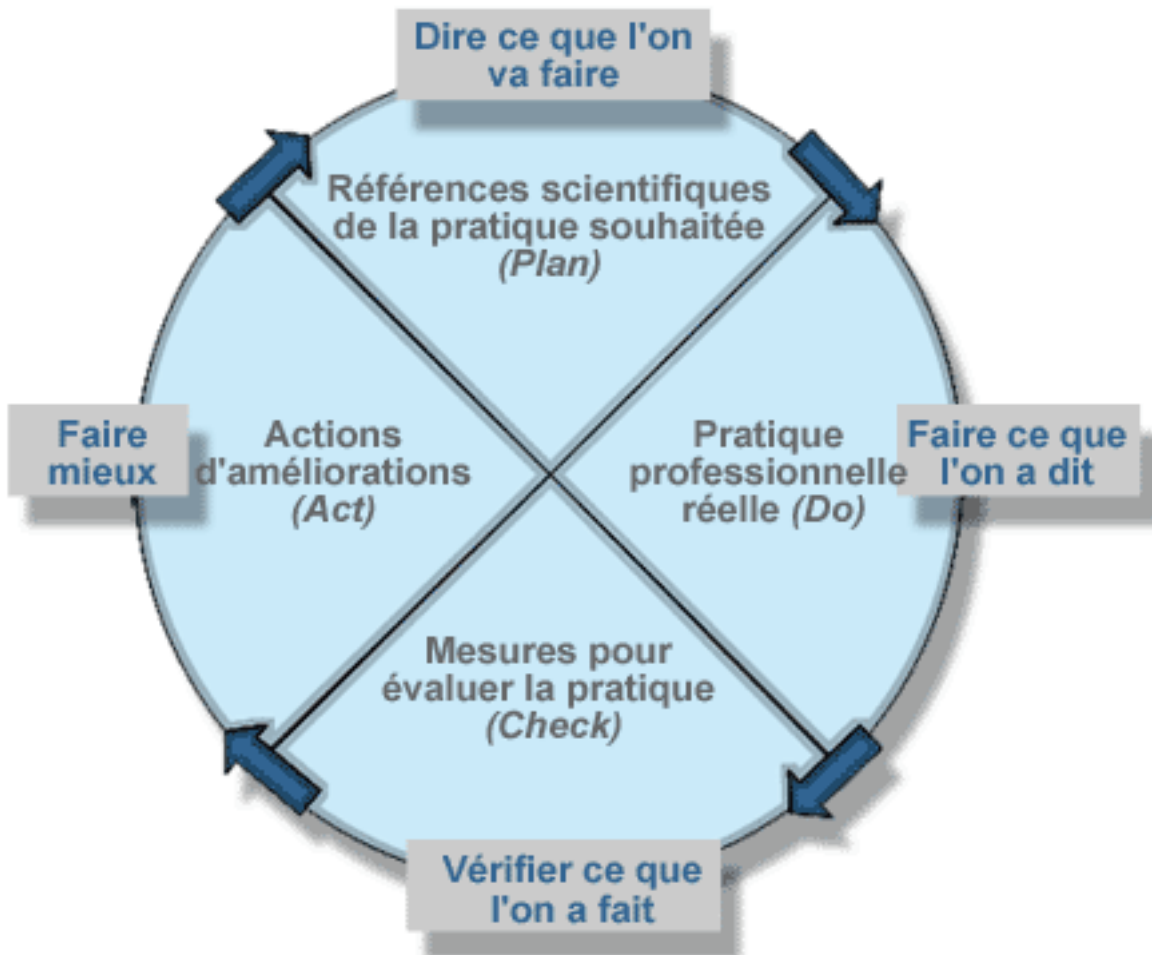 Dire ce que l'on
va faire
Références scientifiques
de la pratique souhaitée
(Plan)
Faire
mieux
Actions
d'améliorations
(Act)
Pratique
professionnelle
réelle (Do)
Faire ce que
l'on a dit
Mesures pour
évaluer la pratique
(Check)
Vérifier ce que
l'on a fait